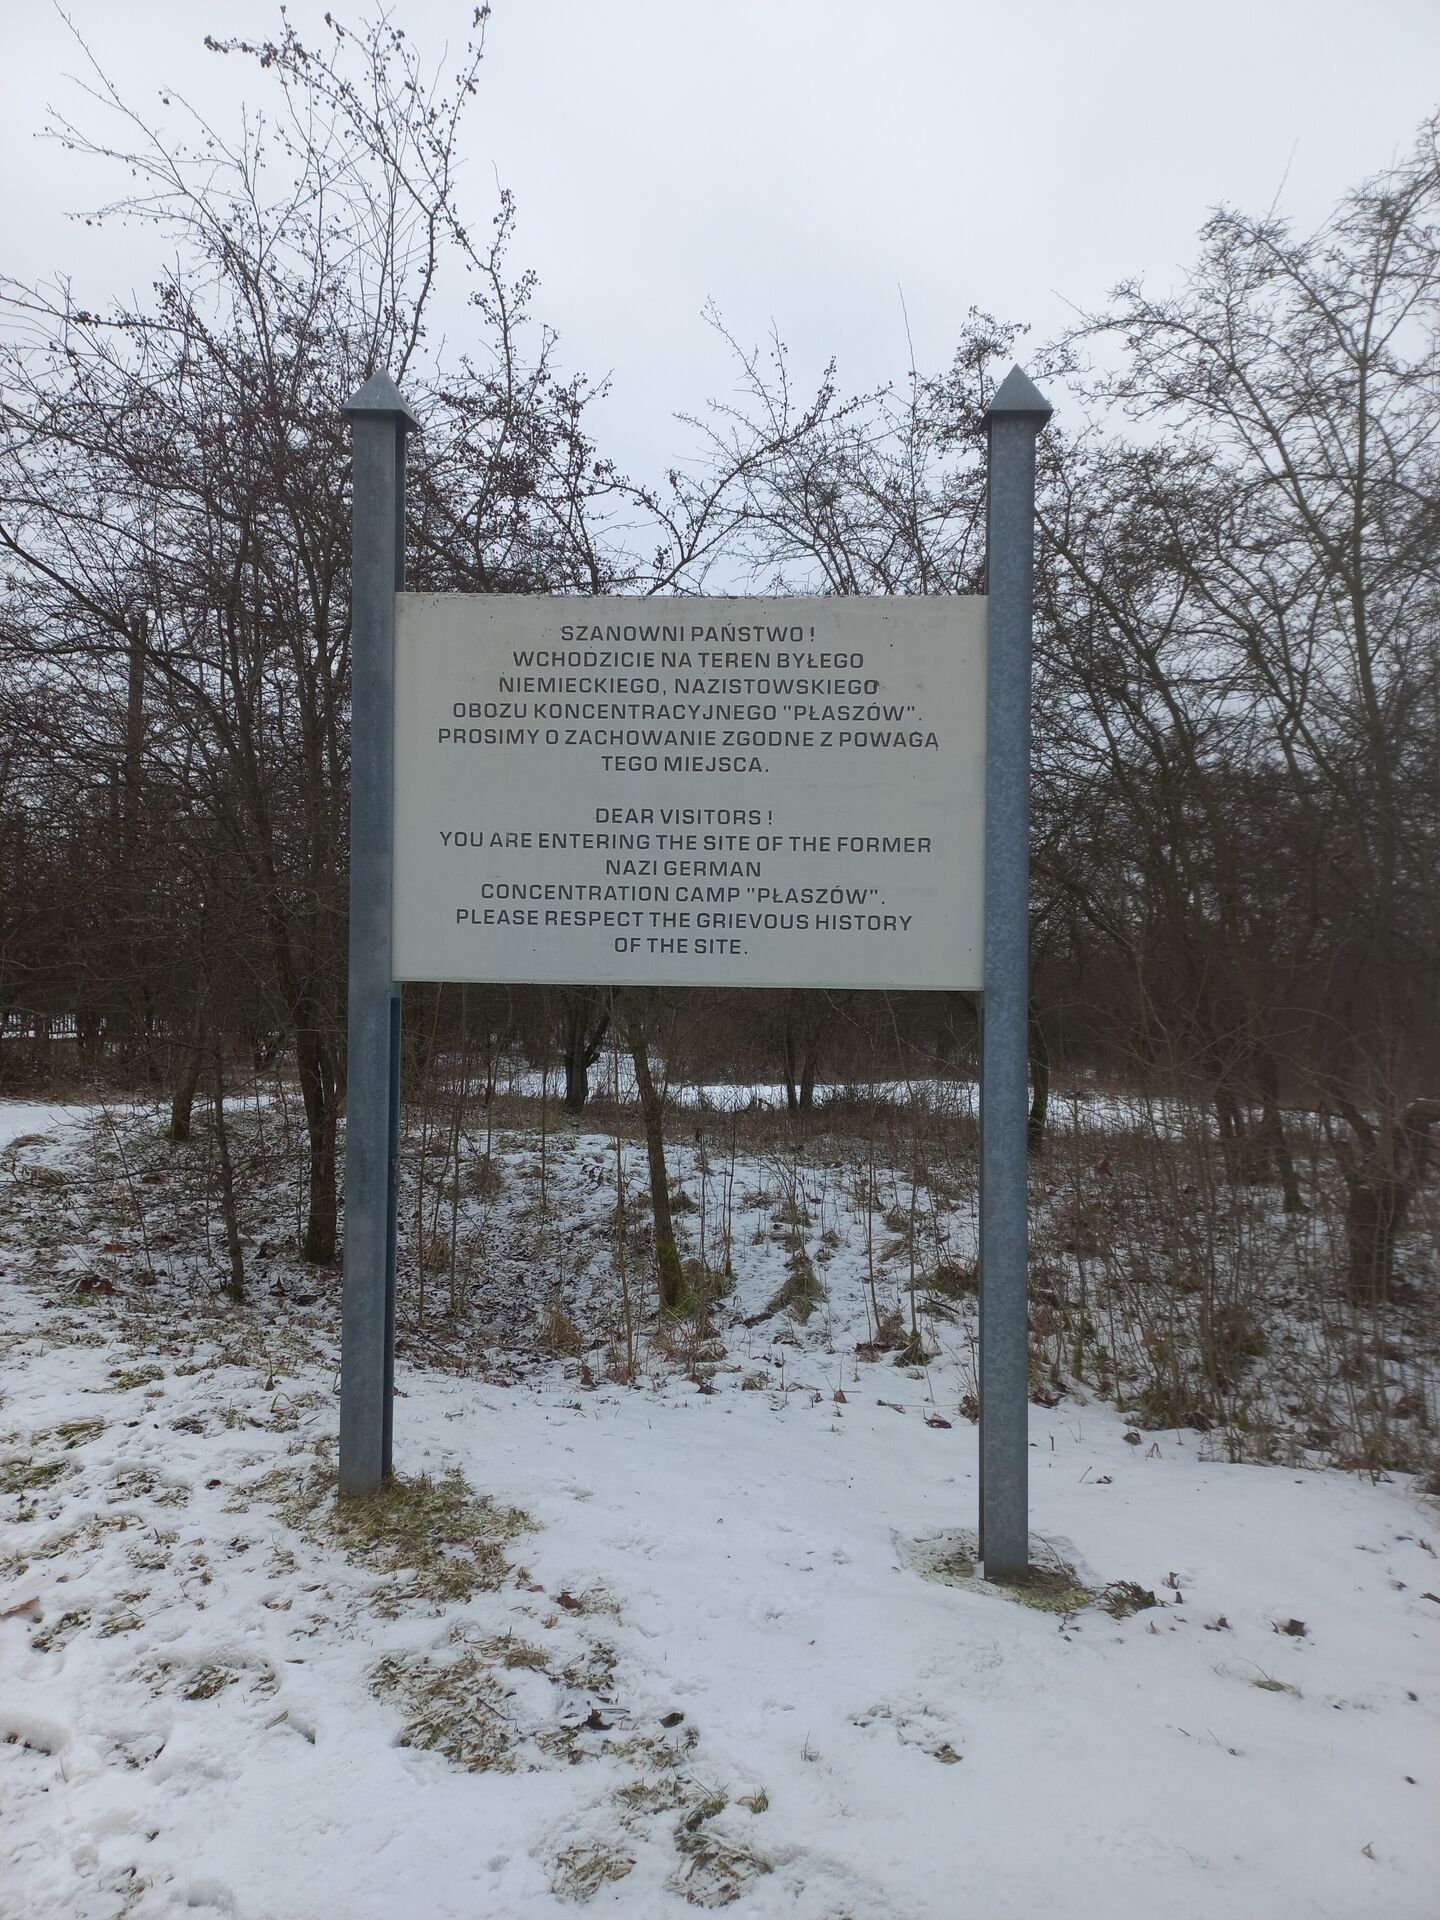 SZANOWNI PAŃSTWO !
WCHODZICIE NA TEREN BYŁEGO
NIEMIECKIEGO, NAZISTOWSKIEGO
OBOZU KONCENTRACYJNEGO "PŁASZÓW".
PROSIMY O ZACHOWANIE ZGODNE Z POWAGĄ
TEGO MIEJSCA.
DEAR VISITORS !
YOU ARE ENTERING THE SITE OF THE FORMER
NAZI GERMAN
CONCENTRATION CAMP "PŁASZÓW".
PLEASE RESPECT THE GRIEVOUS HISTORY
OF THE SITE.